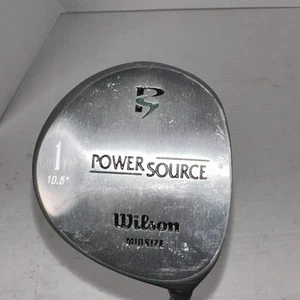 PS
1
10.5°
POWER SOURCE
Wilson
MIDSIZE